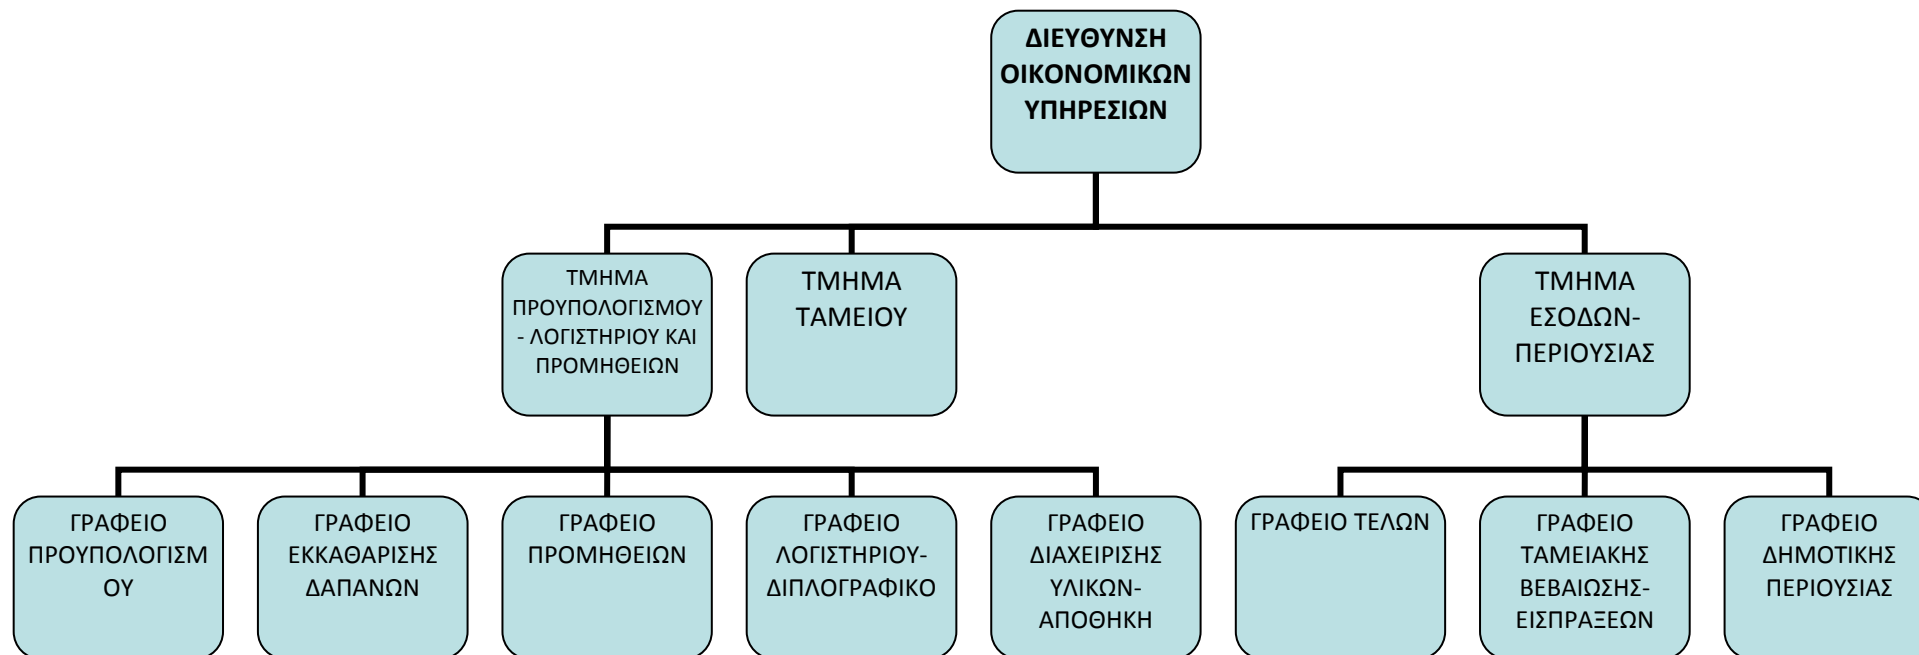 ΔΙΕΥΘΥΝΣΗ
ΟΙΚΟΝΟΜΙΚΩΝ
ΥΠΗΡΕΣΙΩΝ
ΤΜΗΜΑ
ΠΡΟΥΠΟΛΟΓΙΣΜΟΥ
- ΛΟΓΙΣΤΗΡΙΟΥ ΚΑΙ
ΠΡΟΜΗΘΕΙΩΝ
ΤΜΗΜΑ
ΤΑΜΕΙΟΥ
ΤΜΗΜΑ
ΕΣΟΔΩΝ-
ΠΕΡΙΟΥΣΙΑΣ
ΓΡΑΦΕΙΟ
ΠΡΟΥΠΟΛΟΓΙΣΜ
ΟΥ
ΓΡΑΦΕΙΟ
ΕΚΚΑΘΑΡΙΣΗΣ
ΔΑΠΑΝΩΝ
ΓΡΑΦΕΙΟ
ΠΡΟΜΗΘΕΙΩΝ
ΓΡΑΦΕΙΟ
ΛΟΓΙΣΤΗΡΙΟΥ-
ΔΙΠΛΟΓΡΑΦΙΚΟ
ΓΡΑΦΕΙΟ
ΔΙΑΧΕΙΡΙΣΗΣ
ΥΛΙΚΩΝ-
ΑΠΟΘΗΚΗ
ΓΡΑΦΕΙΟ ΤΕΛΩΝ
ΓΡΑΦΕΙΟ
ΤΑΜΕΙΑΚΗΣ
ΒΕΒΑΙΩΣΗΣ-
ΕΙΣΠΡΑΞΕΩΝ
ΓΡΑΦΕΙΟ
ΔΗΜΟΤΙΚΗΣ
ΠΕΡΙΟΥΣΙΑΣ